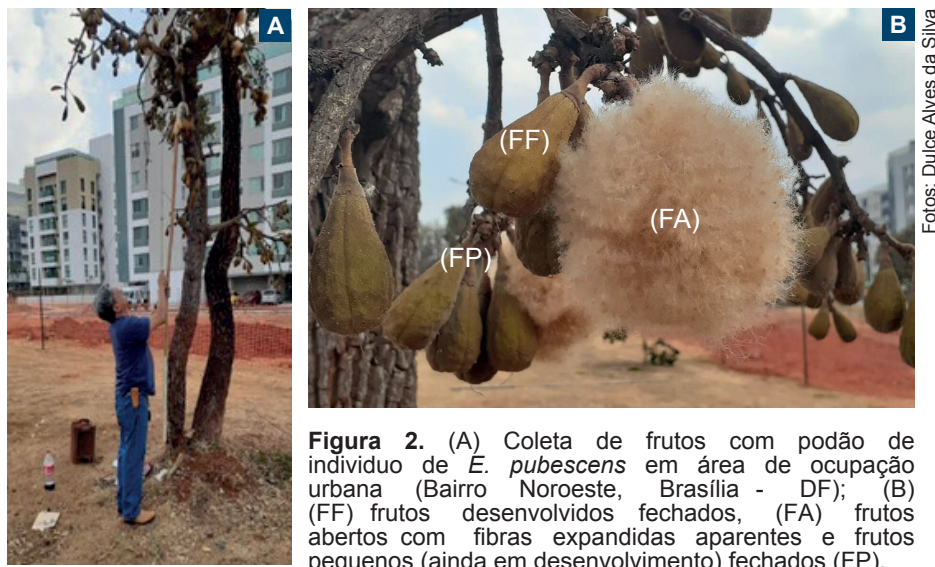 A
B
(FF)
(FA)
(FP)
Fotos: Dulce Alves da Silva
Figura 2. (A) Coleta de frutos com podão de
individuo de E. pubescens em área de ocupação
urbana (Bairro Noroeste, Brasília - DF); (B)
(FF) frutos desenvolvidos fechados, (FA) frutos
abertos com fibras expandidas aparentes e frutos
pequenos (ainda em desenvolvimento) fechados (FP).